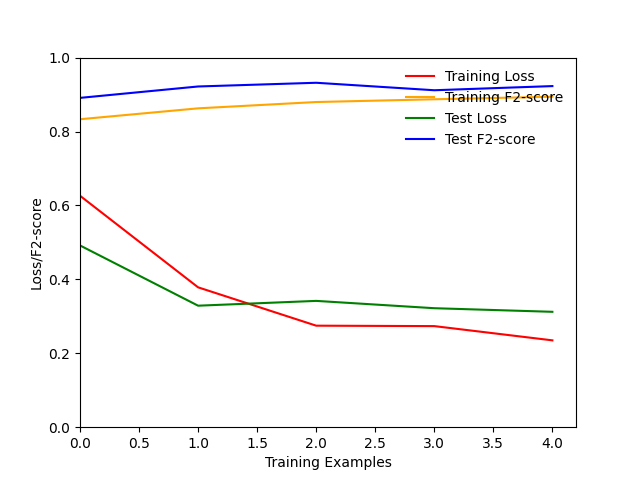 1.0
0.8
0.6
0.4
0.2
0.0
Loss/F2-score
Training Loss
Training F2-score
Test Loss
Test F2-score
0.0 0.5 1.0 1.5 2.0 2.5 3.0 3.5 4.0
Training Examples